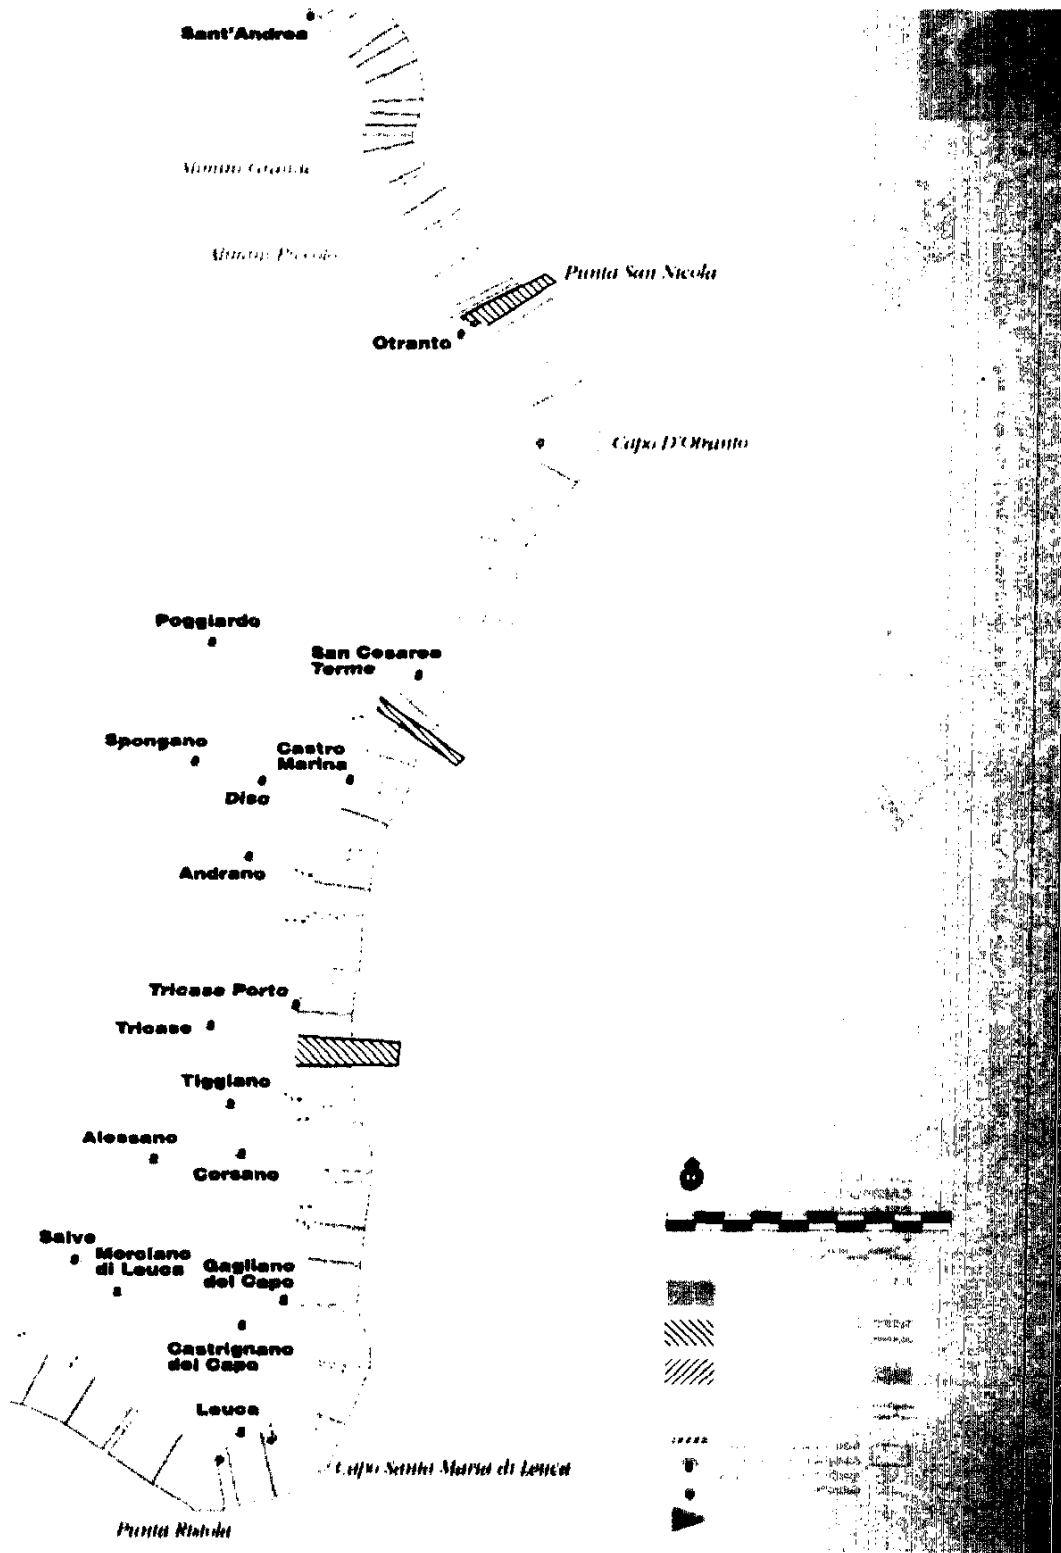 Sant'Andrea
Punta San Nicola
Otranto
Capo D'Otranto
Poggiardo
San Cesarea
Terme
Spongano
Castro
Marina
Diso
Andrano
Tricase Porto
Tricase
Tiggiano
Alessano
Corsano
Salve
Morciano
di Leuca
Gagliano
del Capo
Castrignano
del Capo
Leuca
Capo Santa Maria di Leuca
Punta Ristola